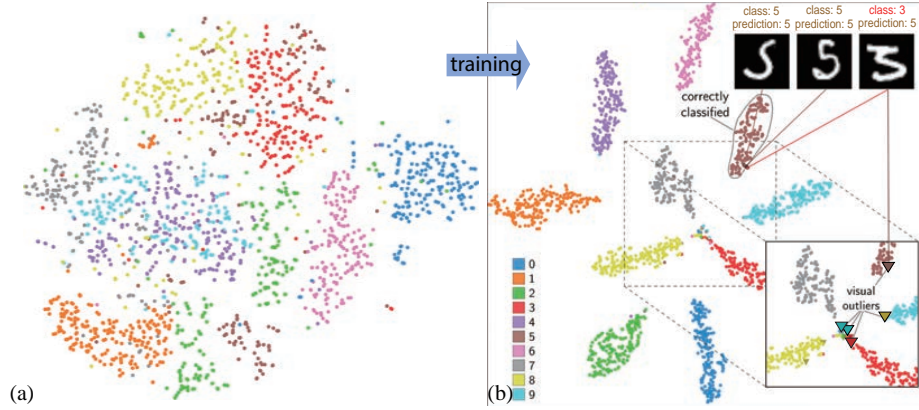 class: 5 class: 5 class: 3
prediction: 5 prediction: 5 prediction: 5
training
correctly
classified
0
1
2
3
4
5
6
7
8
9
visual
outliers
(a) (b)